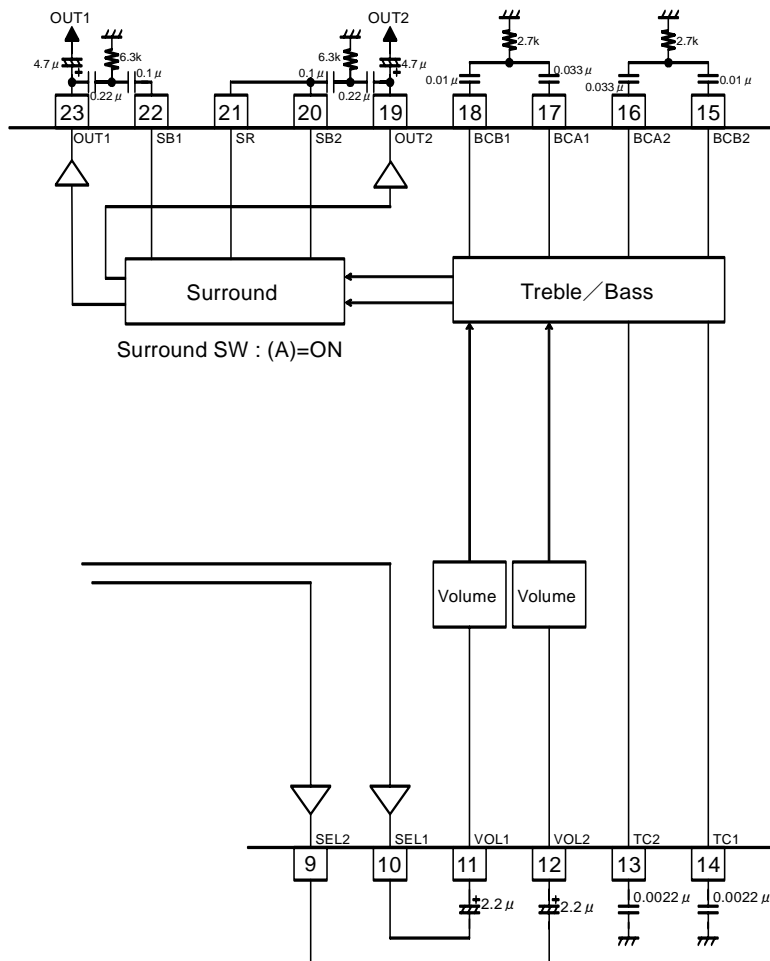 OUT1 OUT2
6.3k 6.3k 2.7k 2.7k
4.7μ 4.7μ
0.1μ 0.1μ 0.01μ 0.033μ 0.033μ 0.01μ
0.22μ 0.22μ
23 22 21 20 19 18 17 16 15
OUT1 SB1 SR SB2 OUT2 BCB1 BCA1 BCA2 BCB2
Surround Treble／Bass
Surround SW : (A)=ON
Volume Volume
SEL2 SEL1 VOL1 VOL2 TC2 TC1
9 10 11 12 13 14
2.2μ 2.2μ 0.0022μ 0.0022μ